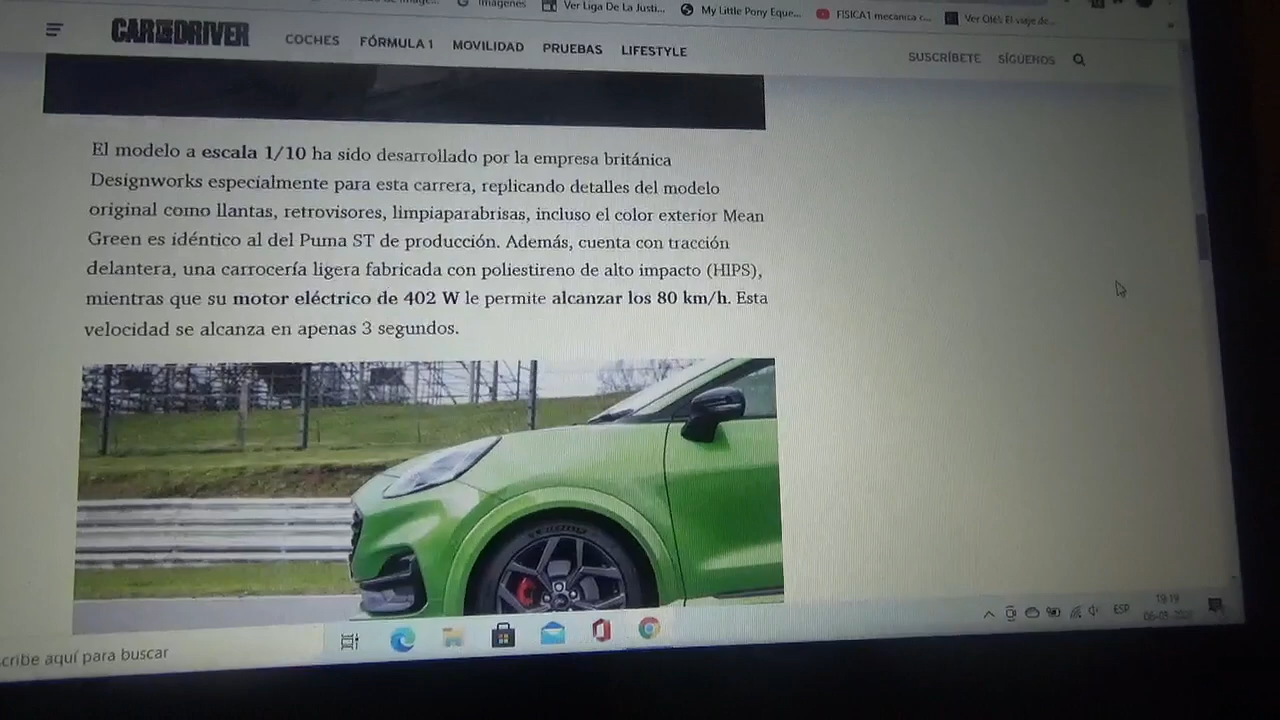 Imágenes
Ver Liga De La Justi...
My Little Pony Eque...
FISICA1 mecanica c...
CAR AND DRIVER
COCHES
FÓRMULA 1
MOVILIDAD
PRUEBAS
LIFESTYLE
SUSCRÍBETE
SÍGUENOS
El modelo a escala 1/10 ha sido desarrollado por la empresa británica
Designworks especialmente para esta carrera, replicando detalles del modelo
original como llantas, retrovisores, limpiaparabrisas, incluso el color exterior Mean
Green es idéntico al del Puma ST de producción. Además, cuenta con tracción
delantera, una carrocería ligera fabricada con poliestireno de alto impacto (HIPS),
mientras que su motor eléctrico de 402 W le permite alcanzar los 80 km/h. Esta
velocidad se alcanza en apenas 3 segundos.
cribe aquí para buscar
ESP
19:19